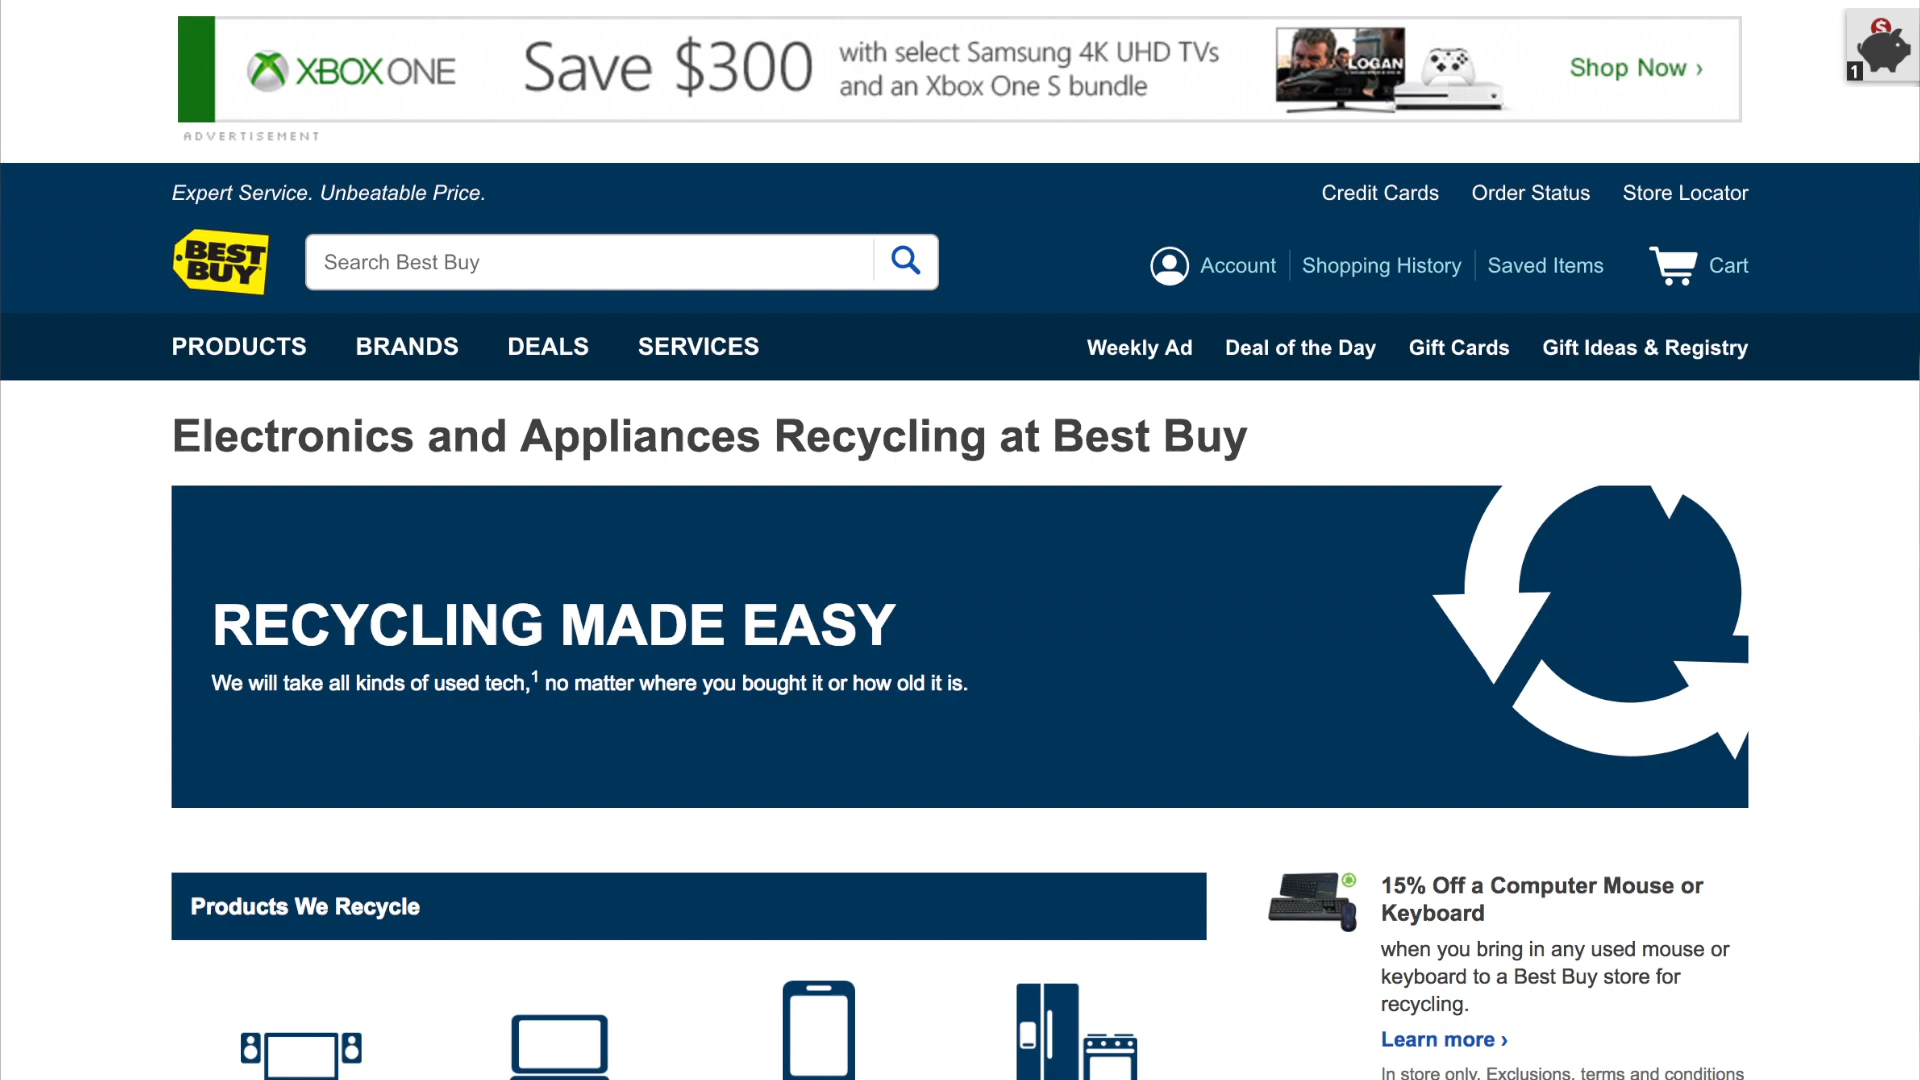 XBOX ONE
Save $300
with select Samsung 4K UHD TVs
and an Xbox One S bundle
LOGAN
Shop Now ›
ADVERTISEMENT
1
Expert Service. Unbeatable Price.
Credit Cards
Order Status
Store Locator
BEST BUY
Search Best Buy
Account
Shopping History
Saved Items
Cart
PRODUCTS
BRANDS
DEALS
SERVICES
Weekly Ad
Deal of the Day
Gift Cards
Gift Ideas & Registry
Electronics and Appliances Recycling at Best Buy
RECYCLING MADE EASY
We will take all kinds of used tech,¹ no matter where you bought it or how old it is.
Products We Recycle
15% Off a Computer Mouse or
Keyboard
when you bring in any used mouse or
keyboard to a Best Buy store for
recycling.
Learn more ›
In store only. Exclusions, terms and conditions